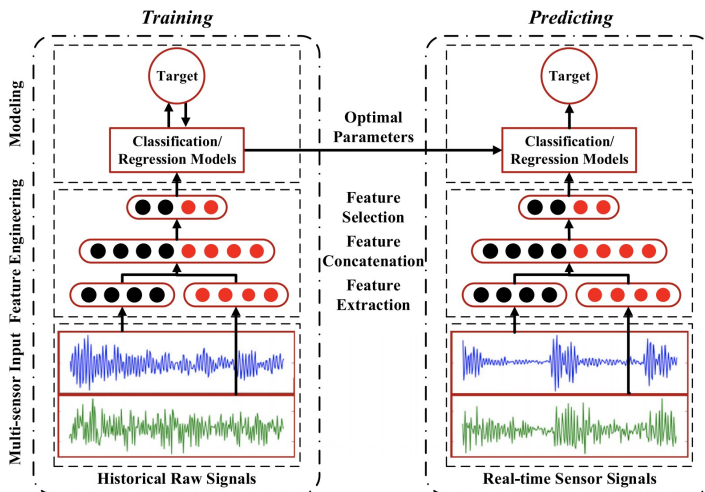 Training
Predicting
Modeling
Target
Target
Classification/
Regression Models
Optimal
Parameters
Classification/
Regression Models
Feature Engineering
Feature
Selection
Feature
Concatenation
Feature
Extraction
Multi-sensor Input
Historical Raw Signals
Real-time Sensor Signals